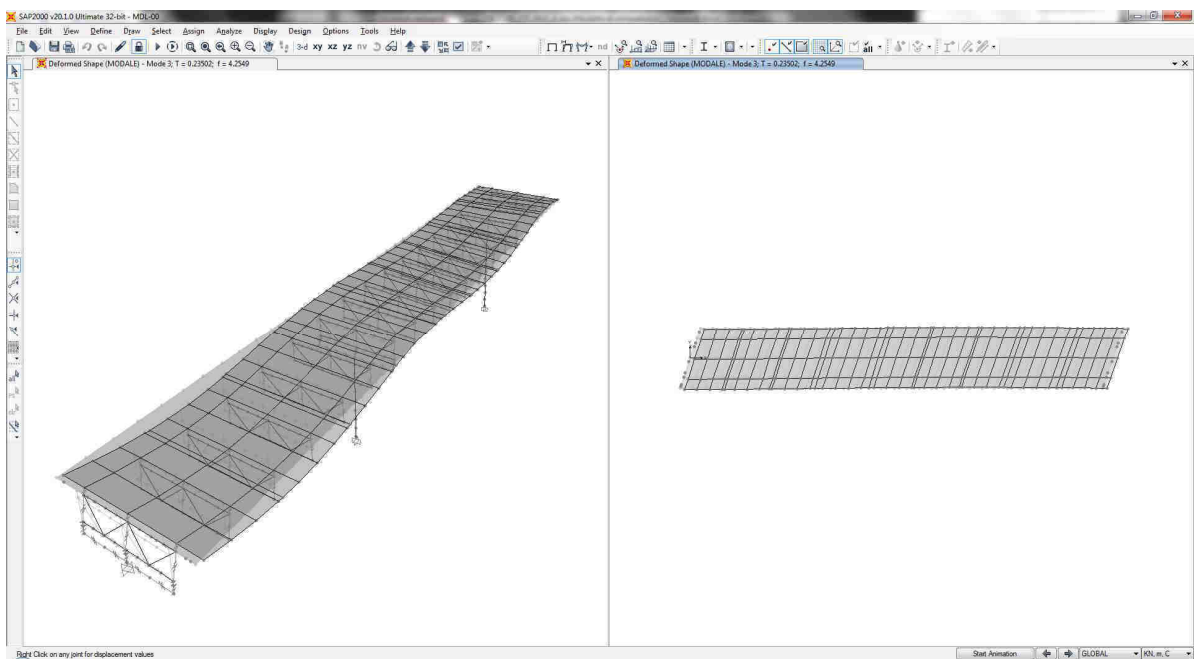 SAP2000 v20.1.0 Ultimate 32-bit - MDL-00
File Edit View Define Draw Select Assign Analyze Display Design Options Tools Help
3-d xy xz yz nv nd all
Deformed Shape (MODALE) - Mode 3; T = 0.23502; f = 4.2549
Deformed Shape (MODALE) - Mode 3; T = 0.23502; f = 4.2549
Right Click on any joint for displacement values
Start Animation GLOBAL KN, m, C